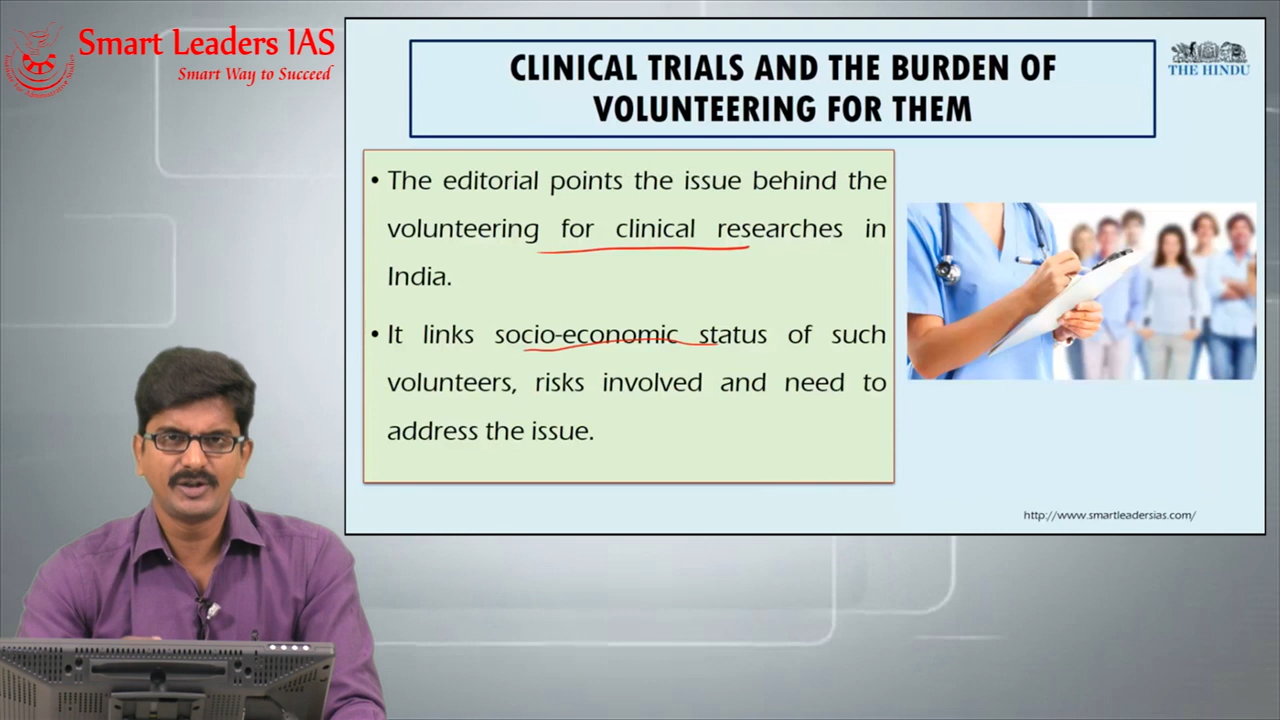 Smart Leaders IAS
Smart Way to Succeed
CLINICAL TRIALS AND THE BURDEN OF
VOLUNTEERING FOR THEM
THE HINDU
• The editorial points the issue behind the
volunteering for clinical researches in
India.
• It links socio-economic status of such
volunteers, risks involved and need to
address the issue.
http://www.smartleadersias.com/